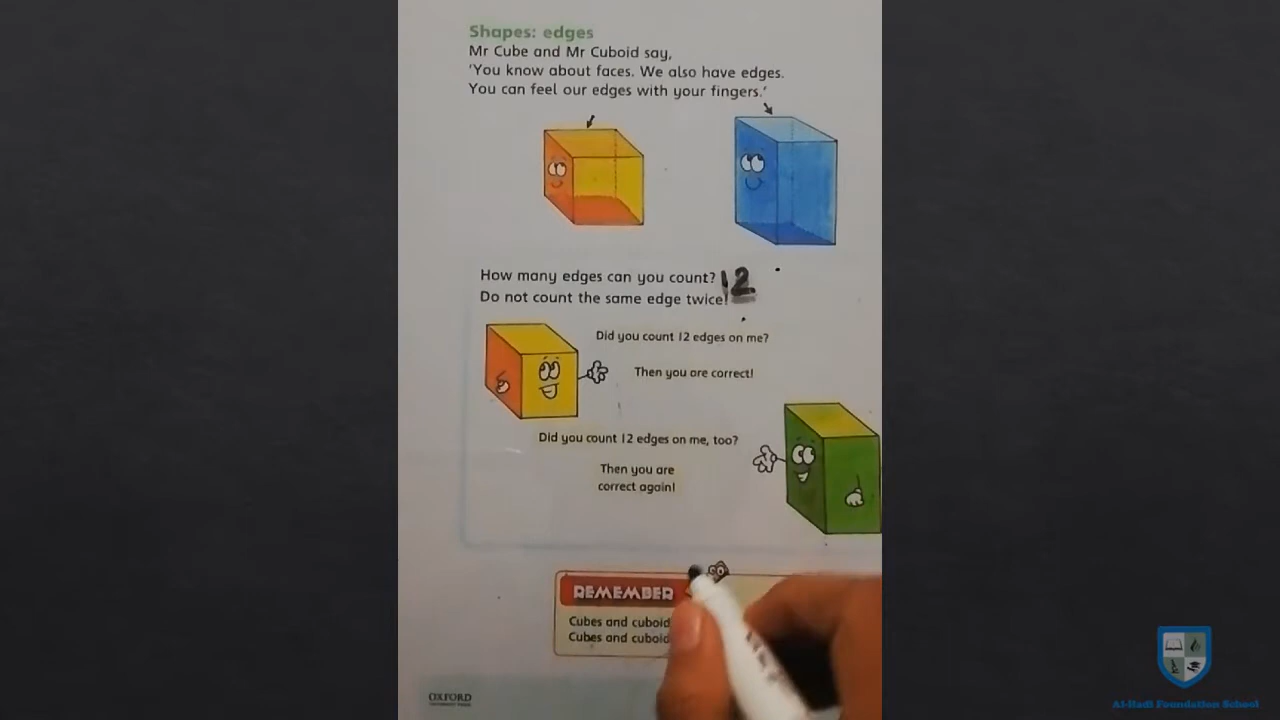 Shapes: edges
Mr Cube and Mr Cuboid say,
'You know about faces. We also have edges.
You can feel our edges with your fingers.'
How many edges can you count? 12
Do not count the same edge twice!
Did you count 12 edges on me?
Then you are correct!
Did you count 12 edges on me, too?
Then you are
correct again!
REMEMBER
Cubes and cuboid
Cubes and cuboid
OXFORD
UNIVERSITY PRESS
Al-Hadi Foundation School